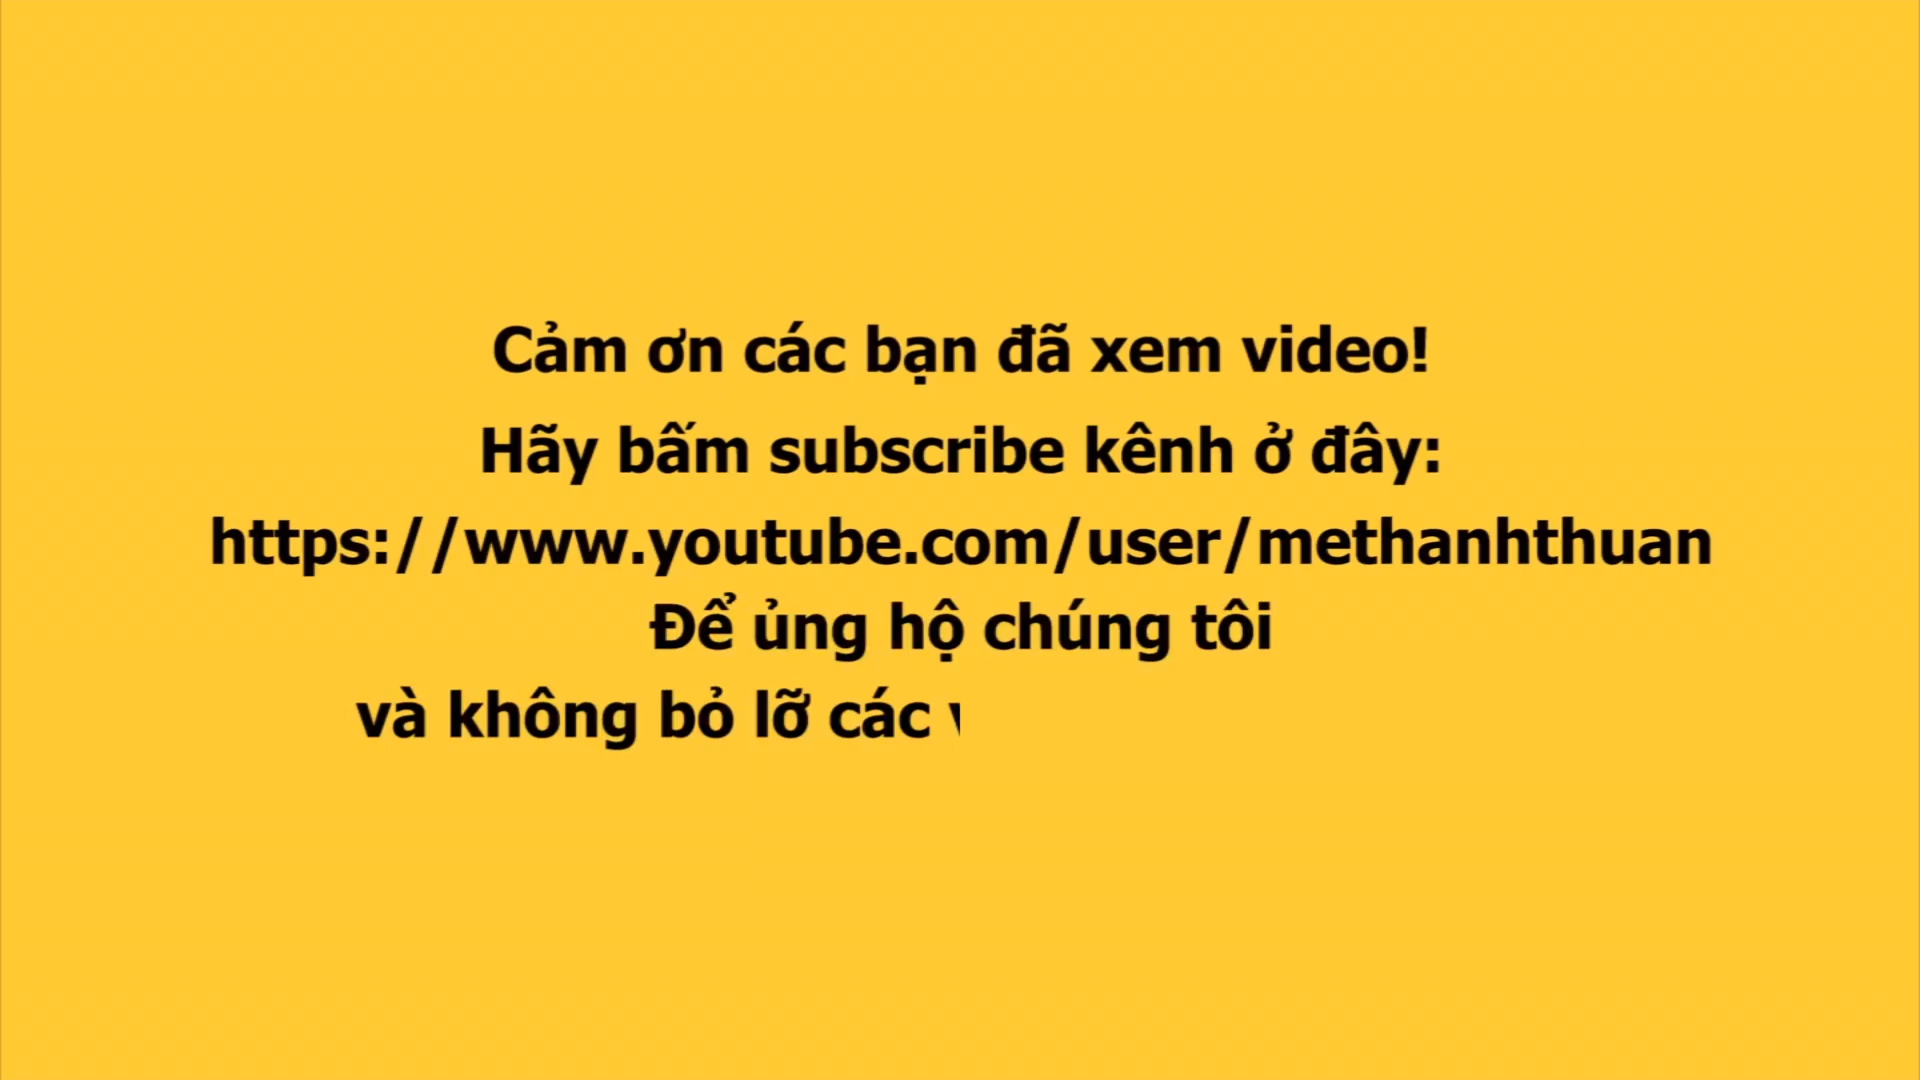 Cảm ơn các bạn đã xem video!
Hãy bấm subscribe kênh ở đây:
https://www.youtube.com/user/methanhthuan
Để ủng hộ chúng tôi
và không bỏ lỡ các